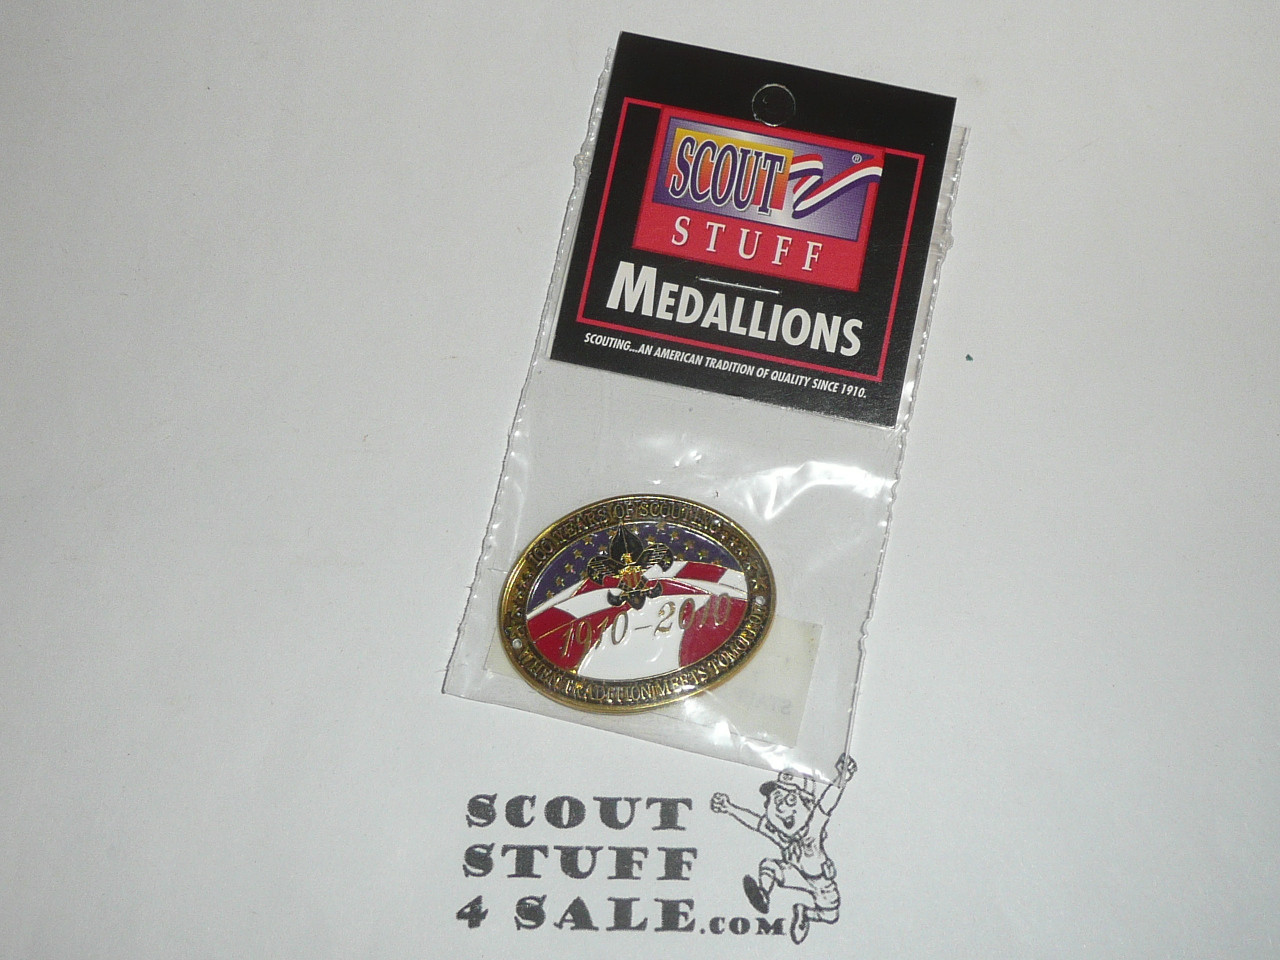 SCOUT ®
STUFF
MEDALLIONS
SCOUTING...AN AMERICAN TRADITION OF QUALITY SINCE 1910.
100 YEARS OF SCOUTING
1910-2010
TRADITION MEETS TOMORROW
SCOUT
STUFF
4 SALE.COM